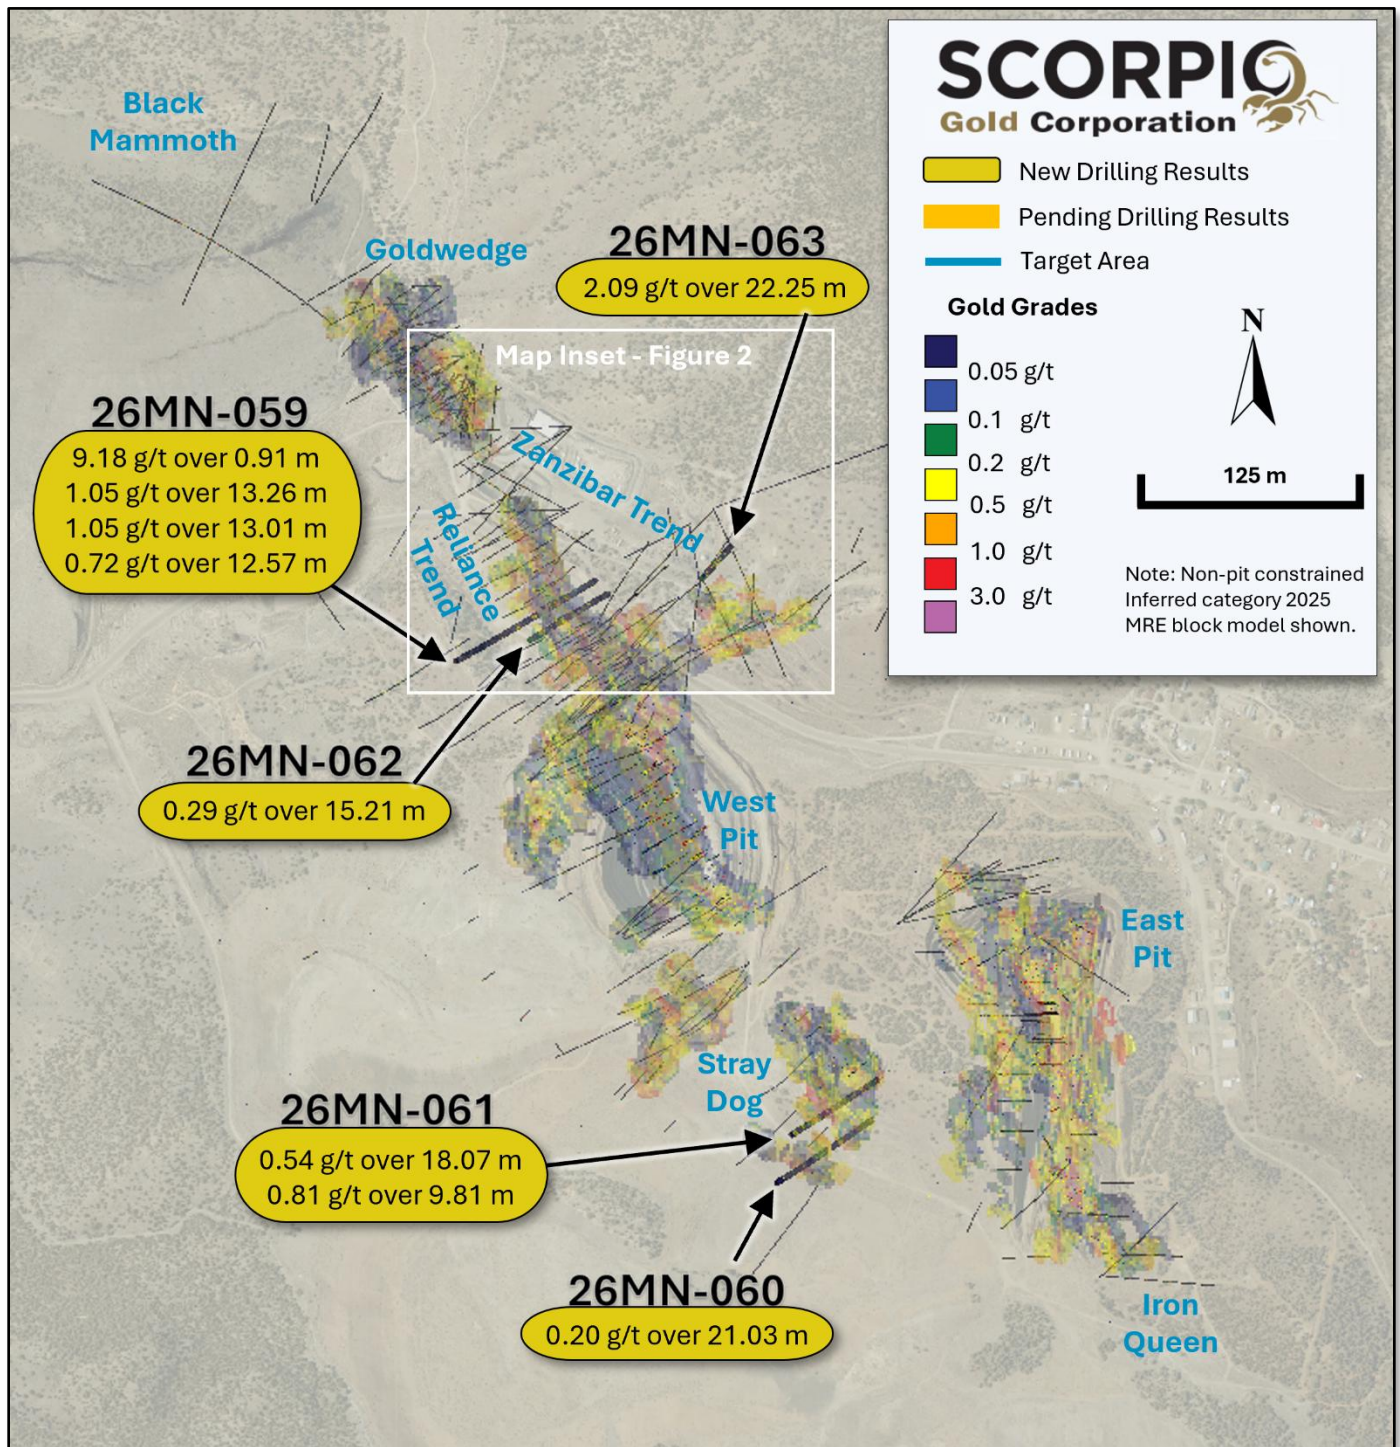 SCORPIO
Gold Corporation
New Drilling Results
Pending Drilling Results
Target Area
Gold Grades
0.05 g/t
0.1 g/t
0.2 g/t
0.5 g/t
1.0 g/t
3.0 g/t
N
125 m
Note: Non-pit constrained
Inferred category 2025
MRE block model shown.
Black
Mammoth
Goldwedge
26MN-063
2.09 g/t over 22.25 m
Map Inset - Figure 2
26MN-059
9.18 g/t over 0.91 m
1.05 g/t over 13.26 m
1.05 g/t over 13.01 m
0.72 g/t over 12.57 m
Zanzibar Trend
Reliance
Trend
26MN-062
0.29 g/t over 15.21 m
West
Pit
East
Pit
Stray
Dog
26MN-061
0.54 g/t over 18.07 m
0.81 g/t over 9.81 m
26MN-060
0.20 g/t over 21.03 m
Iron
Queen